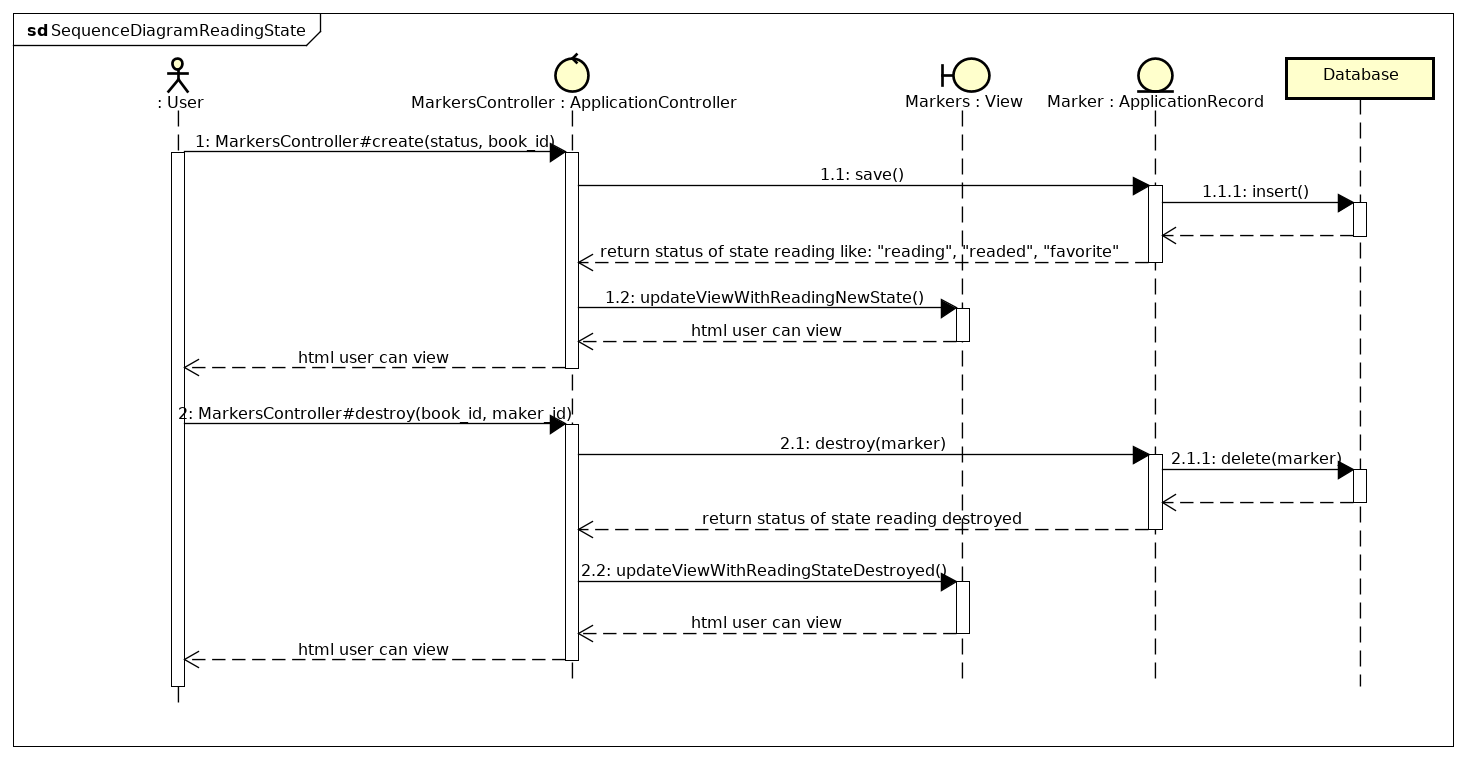 sd SequenceDiagramReadingState
: User
MarkersController : ApplicationController
Markers : View
Marker : ApplicationRecord
Database
1: MarkersController#create(status, book_id)
1.1: save()
1.1.1: insert()
return status of state reading like: "reading", "readed", "favorite"
1.2: updateViewWithReadingNewState()
html user can view
html user can view
2: MarkersController#destroy(book_id, maker_id)
2.1: destroy(marker)
2.1.1: delete(marker)
return status of state reading destroyed
2.2: updateViewWithReadingStateDestroyed()
html user can view
html user can view